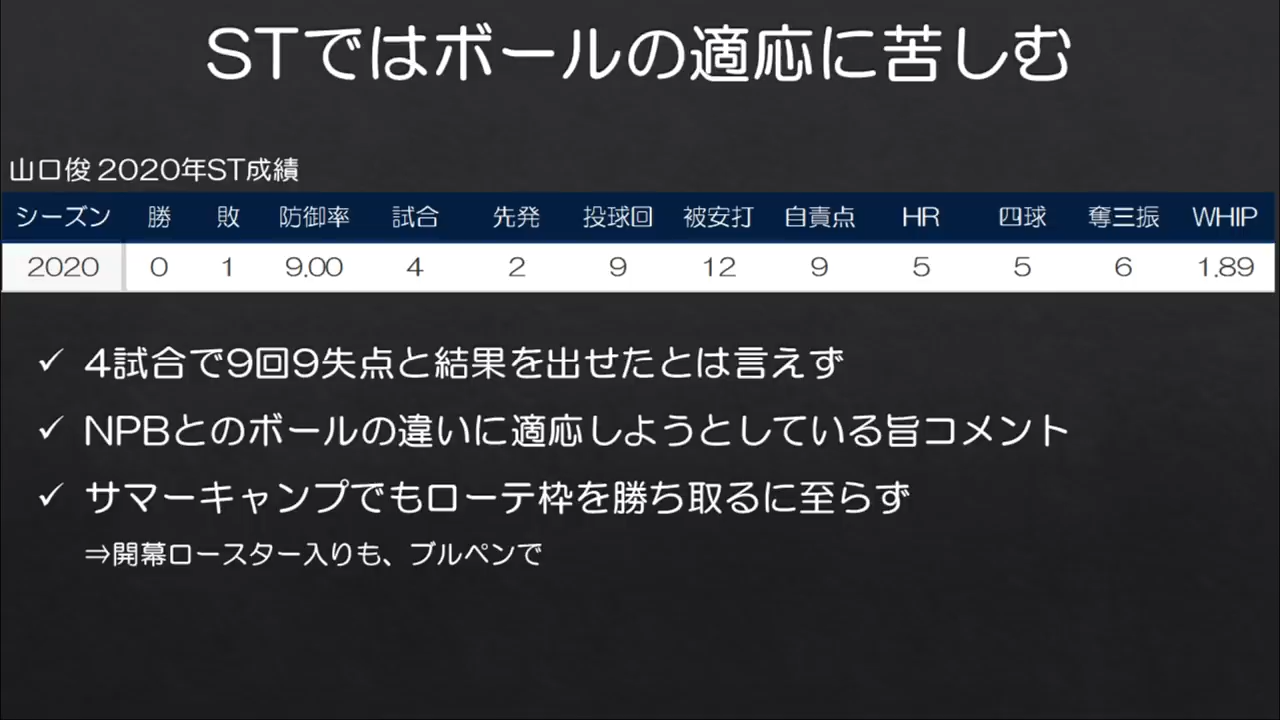 STではボールの適応に苦しむ
山口俊 2020年ST成績
シーズン 勝 敗 防御率 試合 先発 投球回 被安打 自責点 HR 四球 奪三振 WHIP
2020 0 1 9.00 4 2 9 12 9 5 5 6 1.89
✓ 4試合で9回9失点と結果を出せたとは言えず
✓ NPBとのボールの違いに適応しようとしている旨コメント
✓ サマーキャンプでもローテ枠を勝ち取るに至らず
⇒開幕ロースター入りも、ブルペンで